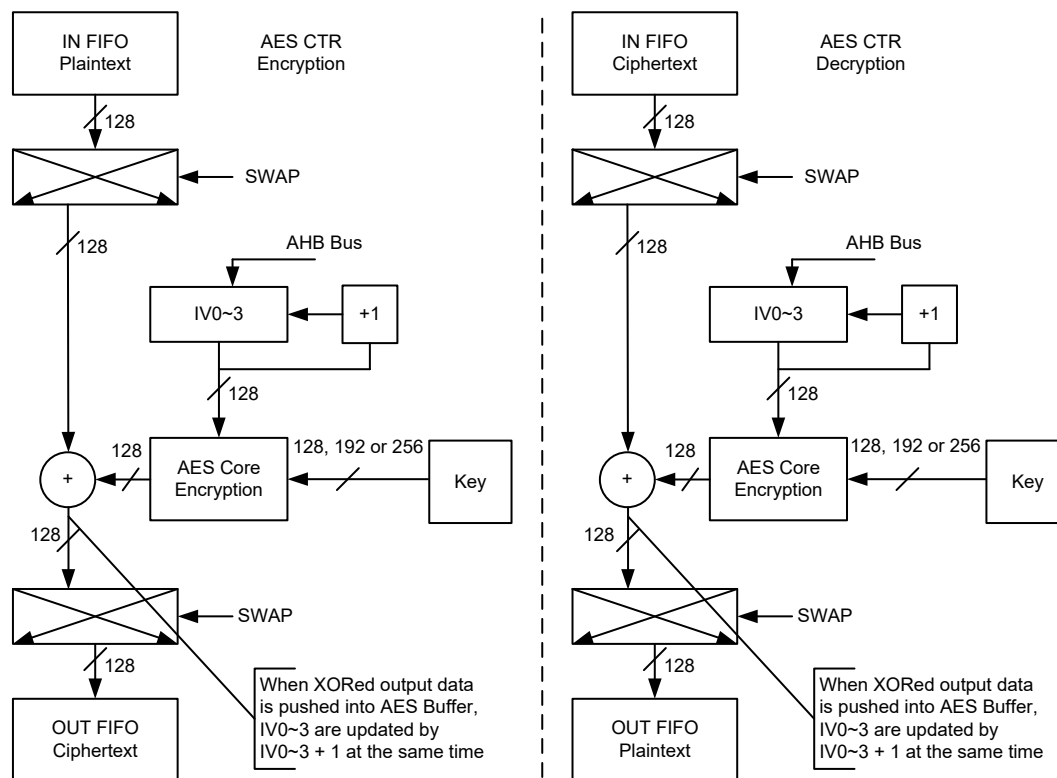 IN FIFO
Plaintext
AES CTR
Encryption
128
SWAP
128
AHB Bus
IV0~3
+1
128
128
128, 192 or 256
+
AES Core
Encryption
Key
128
SWAP
128
OUT FIFO
Ciphertext
When XORed output data
is pushed into AES Buffer,
IV0~3 are updated by
IV0~3 + 1 at the same time
IN FIFO
Ciphertext
AES CTR
Decryption
128
SWAP
128
AHB Bus
IV0~3
+1
128
128
128, 192 or 256
+
AES Core
Encryption
Key
128
SWAP
128
OUT FIFO
Plaintext
When XORed output data
is pushed into AES Buffer,
IV0~3 are updated by
IV0~3 + 1 at the same time